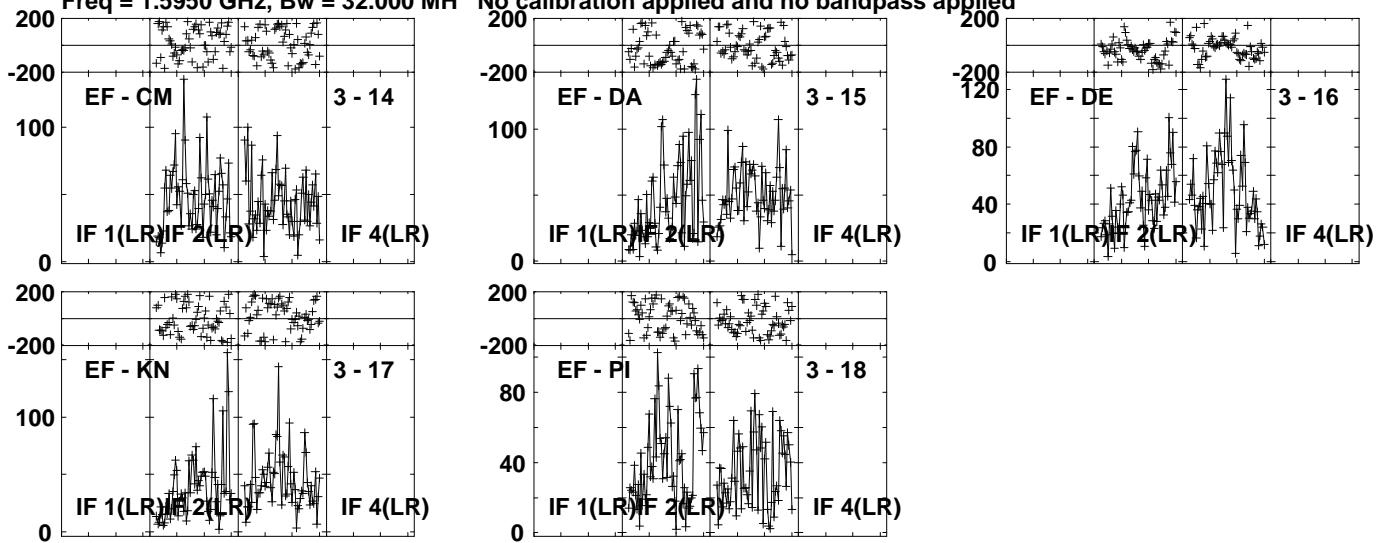 Freq = 1.5950 GHz, Bw = 32.000 MH No calibration applied and no bandpass applied
200
-200
EF - CM
3 - 14
100
IF 1(LR)
IF 2(LR)
IF 4(LR)
0
200
-200
EF - DA
3 - 15
100
IF 1(LR)
IF 2(LR)
IF 4(LR)
0
200
-200
120
EF - DE
3 - 16
80
40
IF 1(LR)
IF 2(LR)
IF 4(LR)
0
200
-200
EF - KN
3 - 17
100
IF 1(LR)
IF 2(LR)
IF 4(LR)
0
200
-200
EF - PI
3 - 18
80
40
IF 1(LR)
IF 2(LR)
IF 4(LR)
0